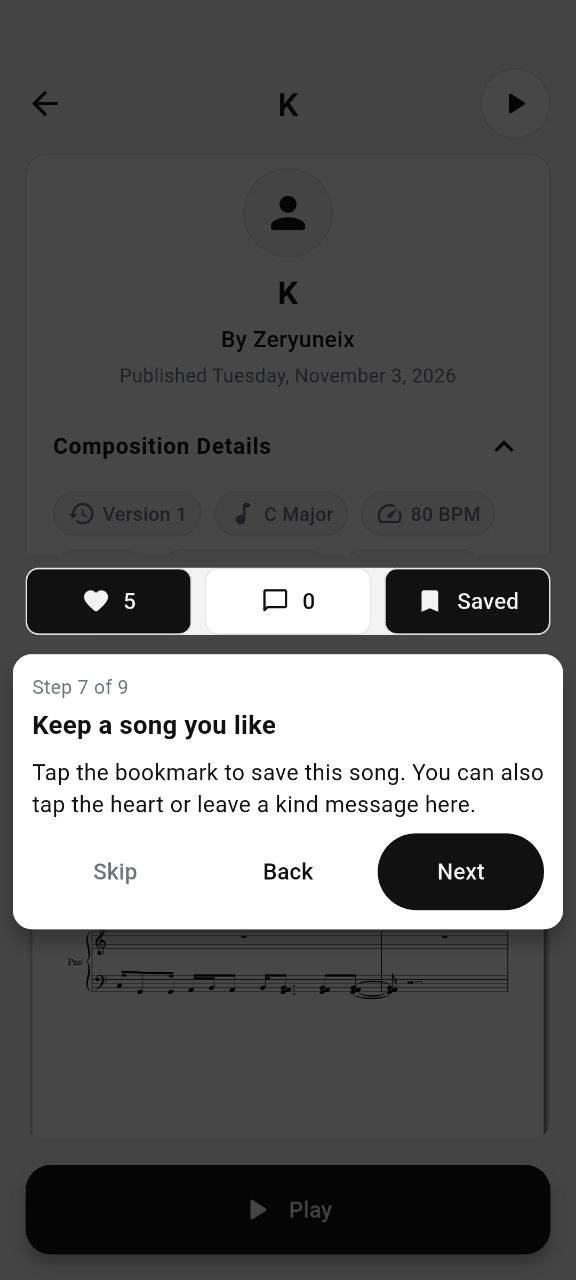 K
K
By Zeryuneix
Published Tuesday, November 3, 2026
Composition Details
Version 1
C Major
80 BPM
5
0
Saved
Step 7 of 9
Keep a song you like
Tap the bookmark to save this song. You can also
tap the heart or leave a kind message here.
Skip
Back
Next
Pno
Play